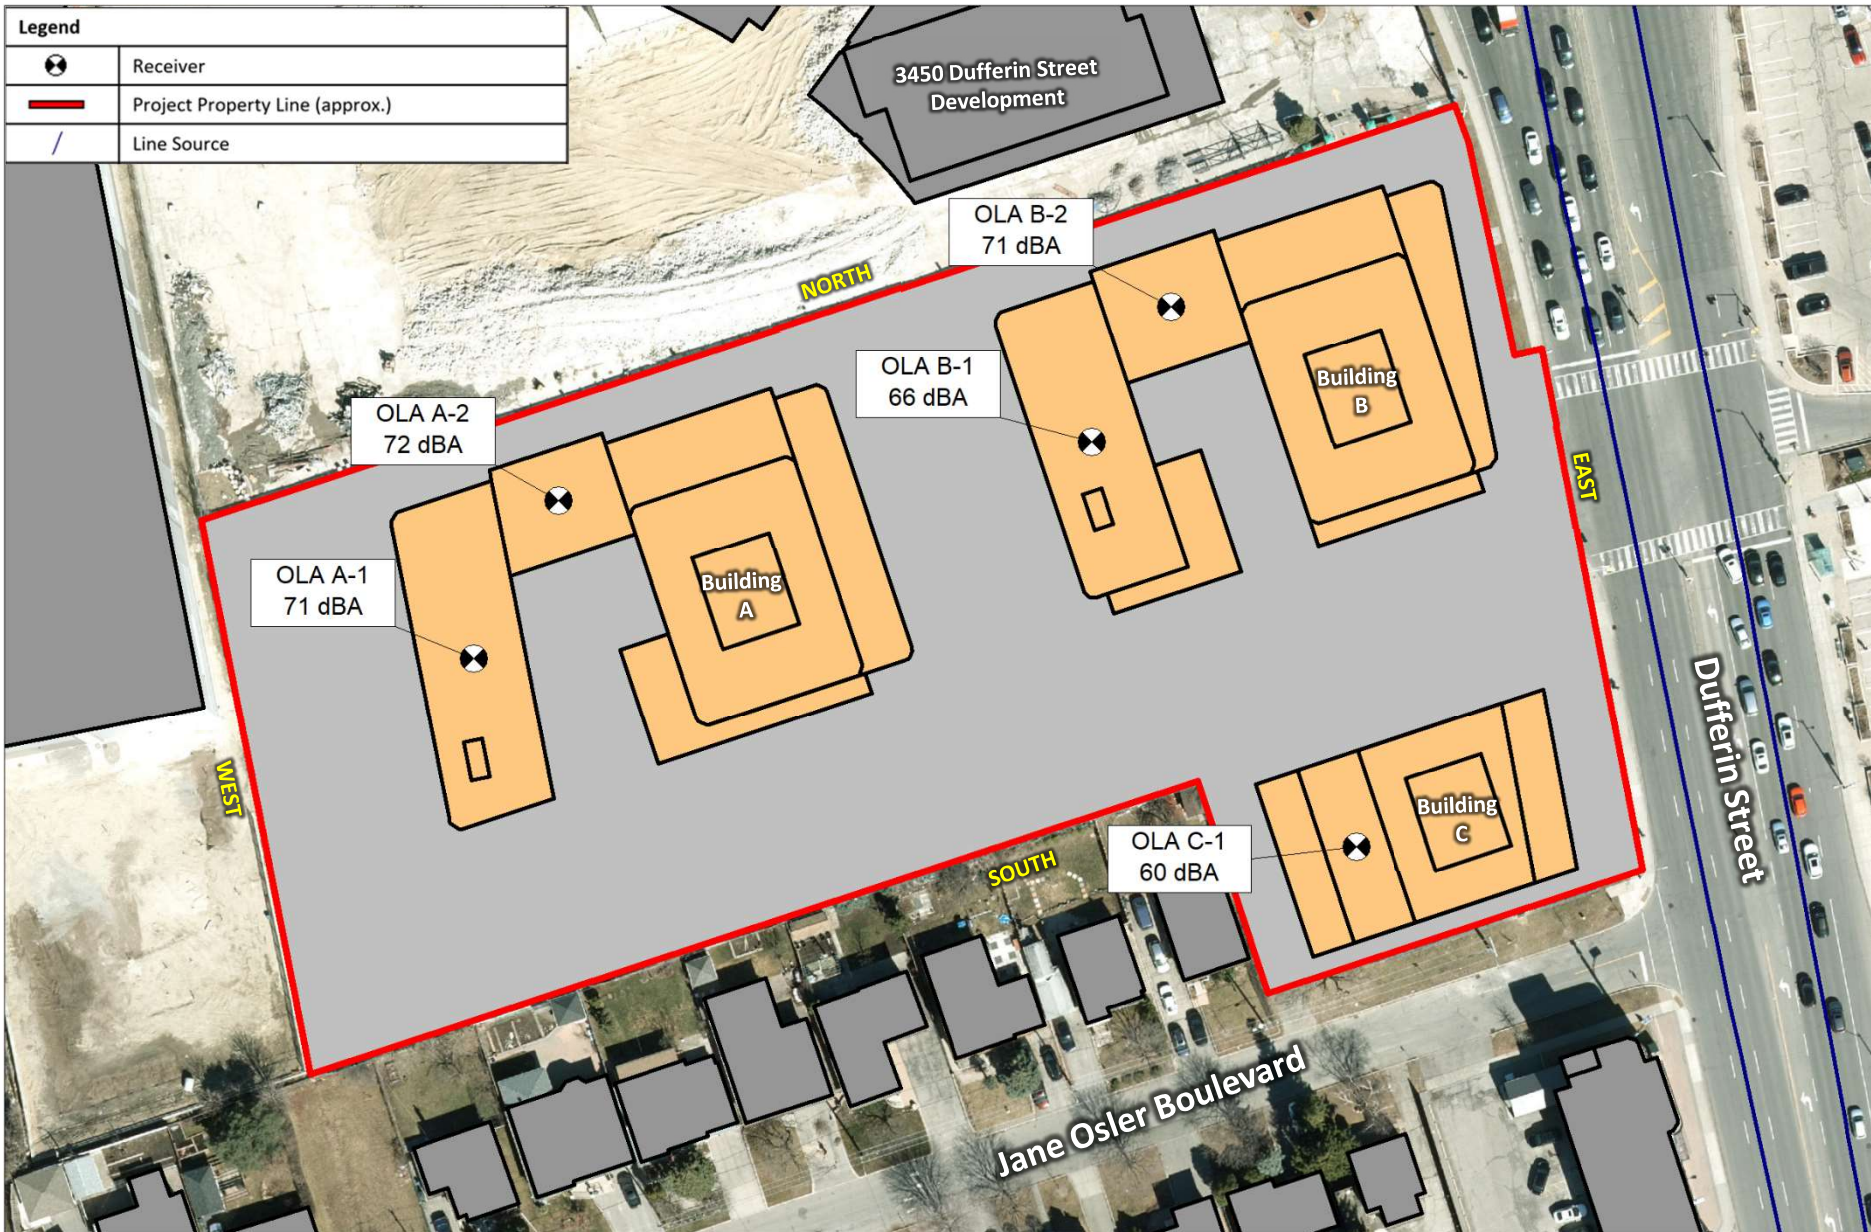 Legend
Receiver
Project Property Line (approx.)
Line Source
3450 Dufferin Street
Development
OLA B-2
71 dBA
NORTH
OLA B-1
66 dBA
Building
B
OLA A-2
72 dBA
EAST
OLA A-1
71 dBA
Building
A
WEST
Dufferin Street
Building
C
OLA C-1
60 dBA
SOUTH
Jane Osler Boulevard